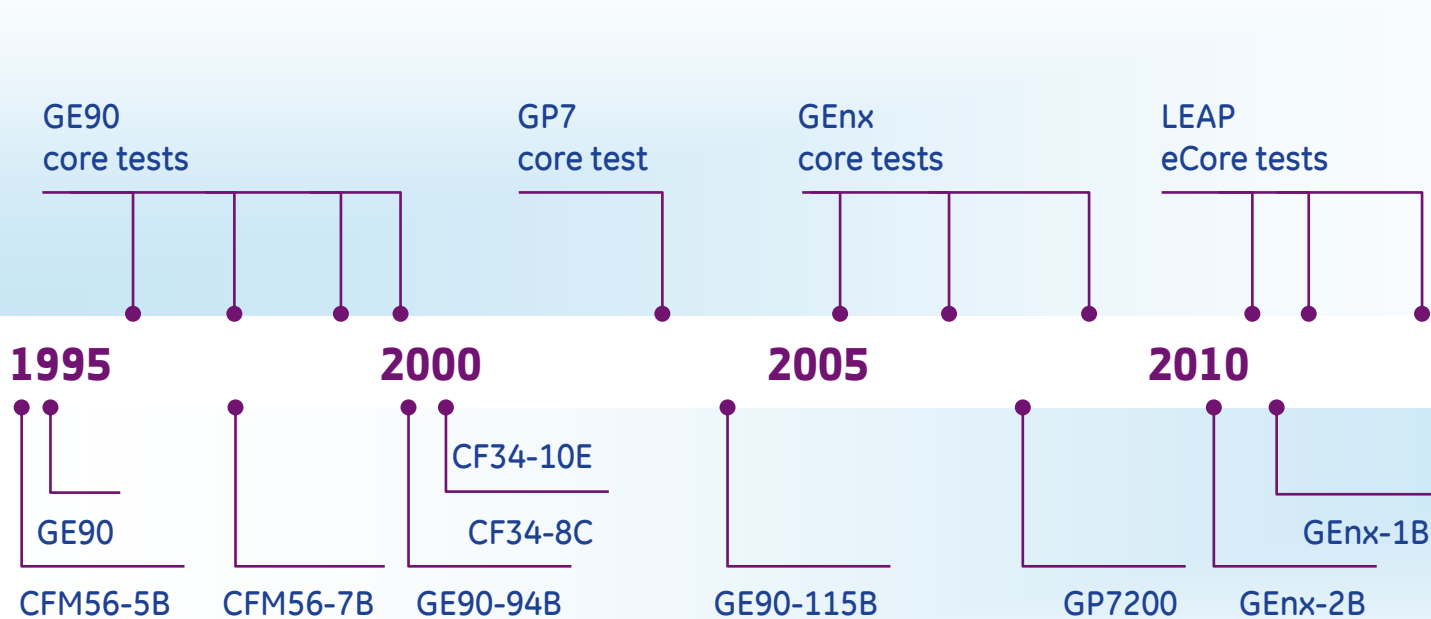 GE90
core tests
GP7
core test
GEnx
core tests
LEAP
eCore tests
1995 2000 2005 2010
CF34-10E
GE90 CF34-8C GEnx-1B
CFM56-5B CFM56-7B GE90-94B GE90-115B GP7200 GEnx-2B